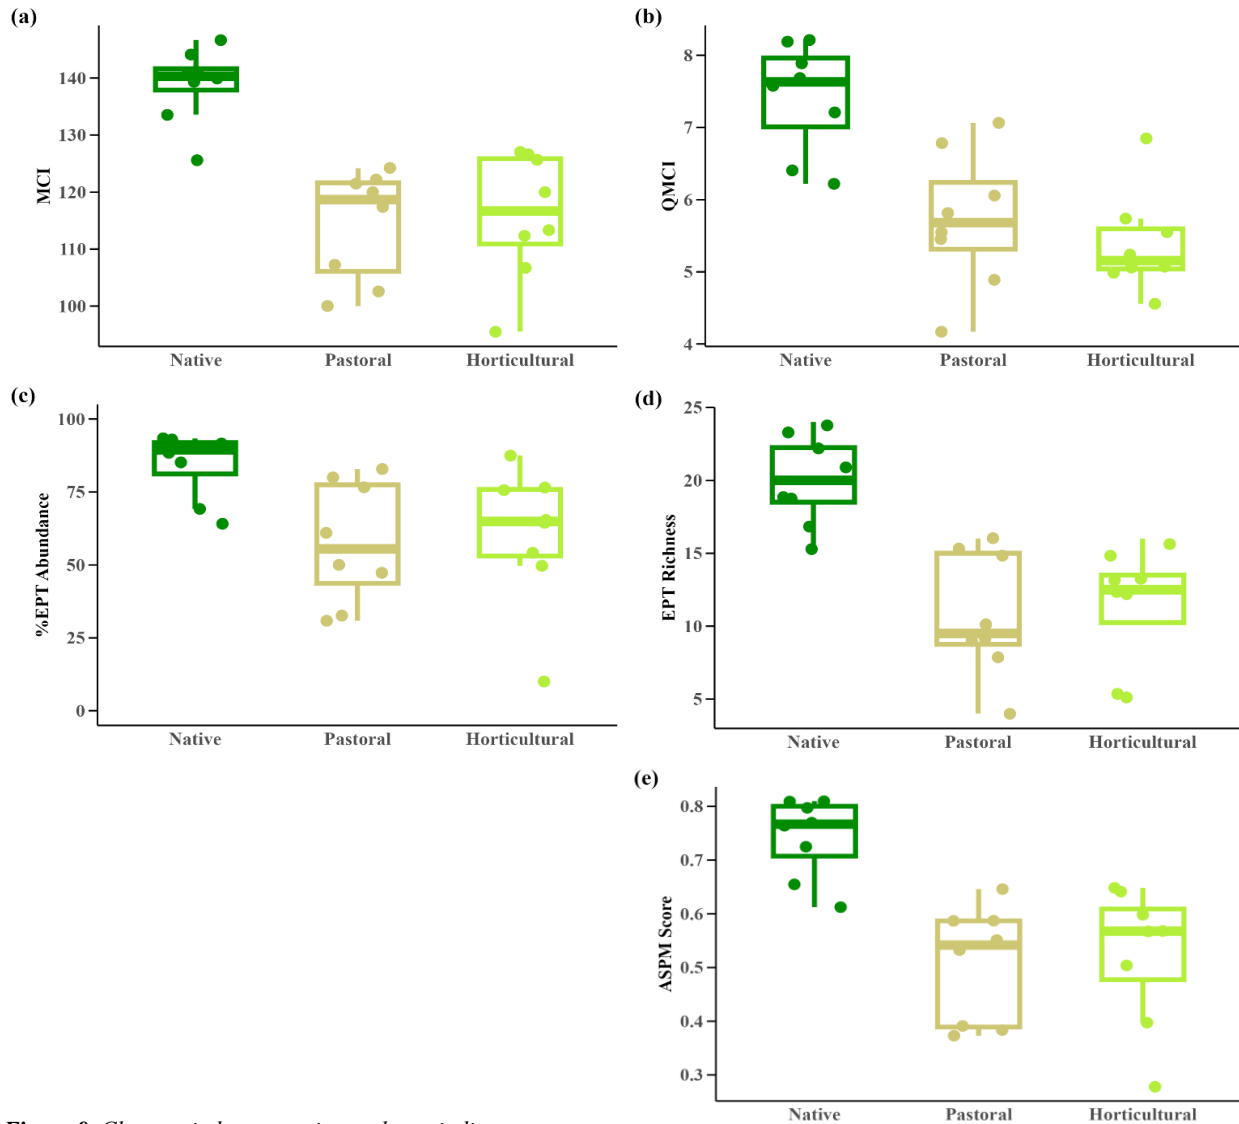 (a)
MCI
140
130
120
110
100
Native Pastoral Horticultural
(b)
QMCI
8
7
6
5
4
Native Pastoral Horticultural
(c)
%EPT Abundance
100
75
50
25
0
Native Pastoral Horticultural
(d)
EPT Richness
25
20
15
10
5
Native Pastoral Horticultural
(e)
ASPM Score
0.8
0.7
0.6
0.5
0.4
0.3
Native Pastoral Horticultural